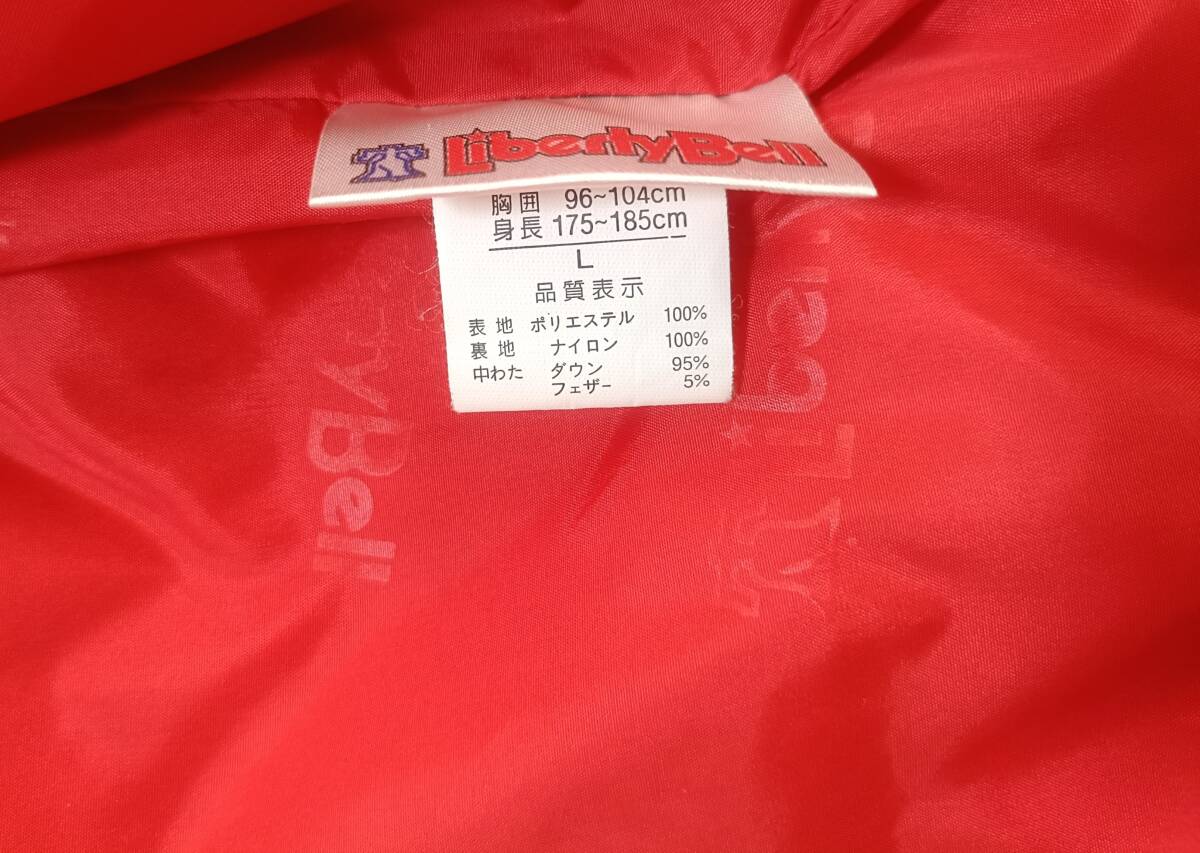 LibertyBell
胸囲 96~104cm
身長 175~185cm
L
品質表示
表地 ポリエステル 100%
裏地 ナイロン 100%
中わた ダウン 95%
フェザー 5%
ryBell
Liber